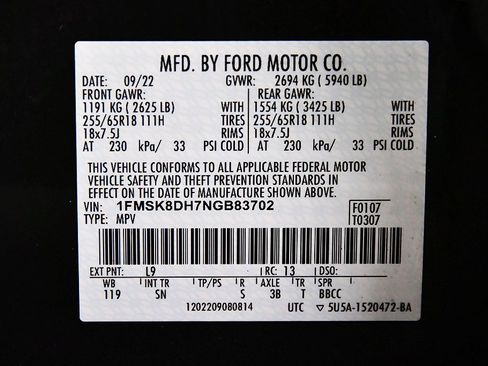 MFD. BY FORD MOTOR CO.
DATE: 09/22 GVWR: 2694 KG ( 5940 LB)
FRONT GAWR: REAR GAWR:
1191 KG ( 2625 LB) WITH 1554 KG ( 3425 LB) WITH
255/65R18 111H TIRES 255/65R18 111H TIRES
18x7.5J RIMS 18x7.5J RIMS
AT 230 kPa/ 33 PSI COLD AT 230 kPa/ 33 PSI COLD
THIS VEHICLE CONFORMS TO ALL APPLICABLE FEDERAL MOTOR
VEHICLE SAFETY AND THEFT PREVENTION STANDARDS IN
EFFECT ON THE DATE OF MANUFACTURE SHOWN ABOVE.
VIN: 1FMSK8DH7NGB83702 F0107
TYPE: MPV T0307
EXT PNT: L9 RC: 13 DSO:
WB INT TR TP/PS R AXLE TR SPR
119 SN S 3B T BBCC
1202209080814 UTC ▽ 5U5A-1520472-BA